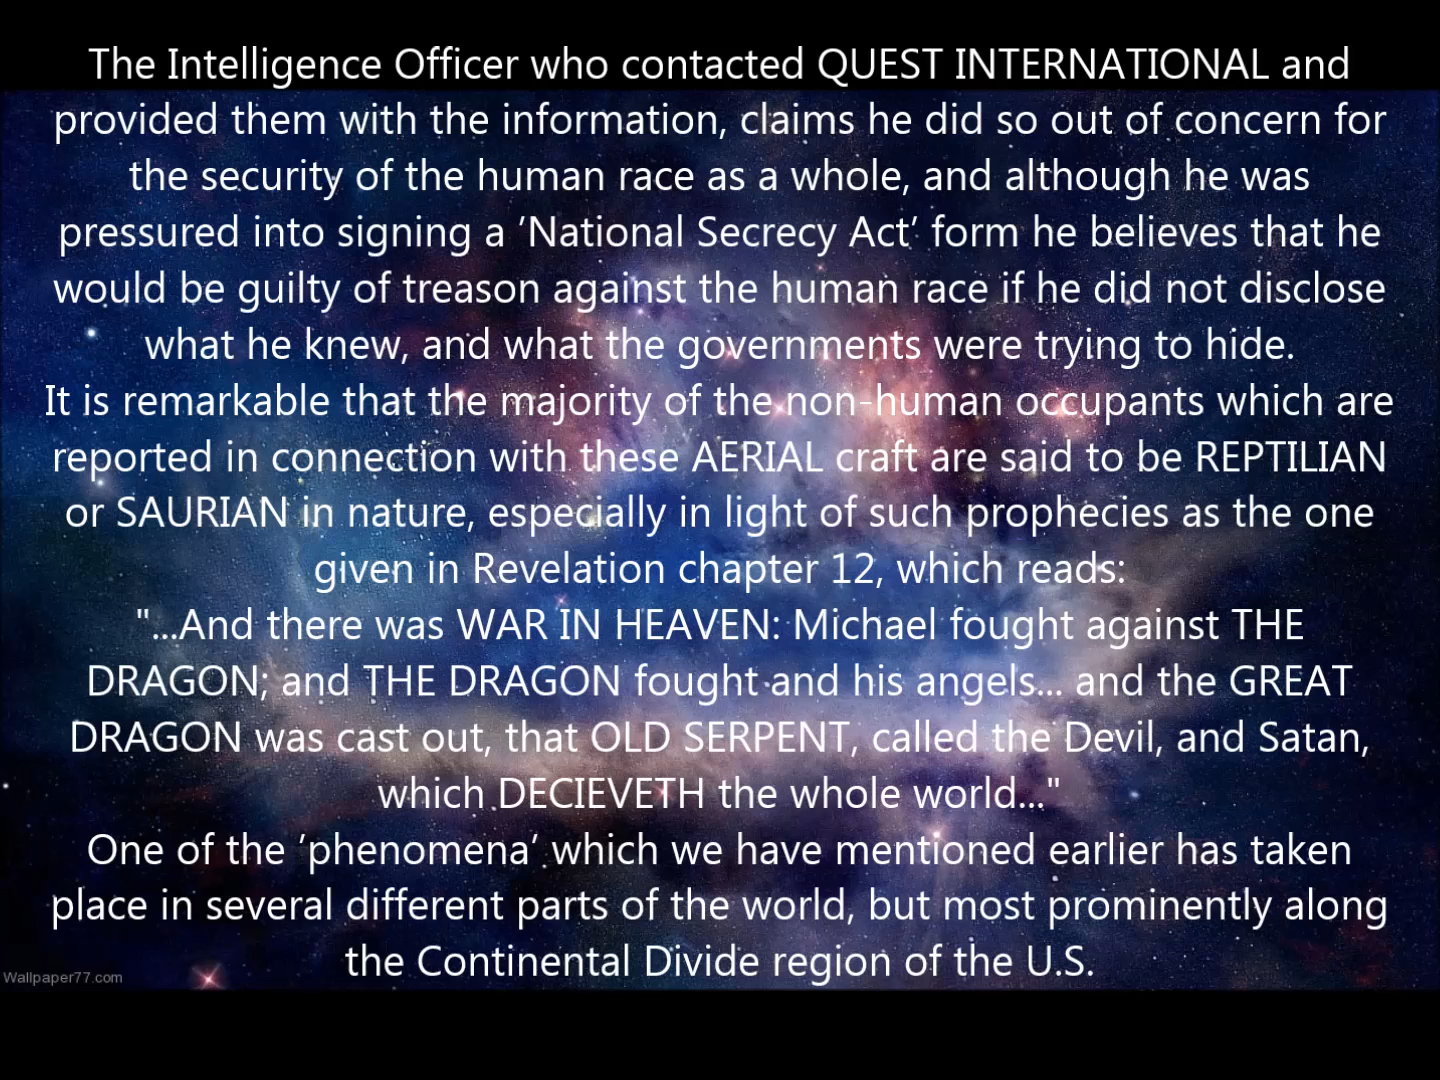 The Intelligence Officer who contacted QUEST INTERNATIONAL and
provided them with the information, claims he did so out of concern for
the security of the human race as a whole, and although he was
pressured into signing a ’National Secrecy Act’ form he believes that he
would be guilty of treason against the human race if he did not disclose
what he knew, and what the governments were trying to hide.
It is remarkable that the majority of the non-human occupants which are
reported in connection with these AERIAL craft are said to be REPTILIAN
or SAURIAN in nature, especially in light of such prophecies as the one
given in Revelation chapter 12, which reads:
"...And there was WAR IN HEAVEN: Michael fought against THE
DRAGON; and THE DRAGON fought and his angels... and the GREAT
DRAGON was cast out, that OLD SERPENT, called the Devil, and Satan,
which DECIEVETH the whole world..."
One of the ’phenomena’ which we have mentioned earlier has taken
place in several different parts of the world, but most prominently along
the Continental Divide region of the U.S.
Wallpaper77.com